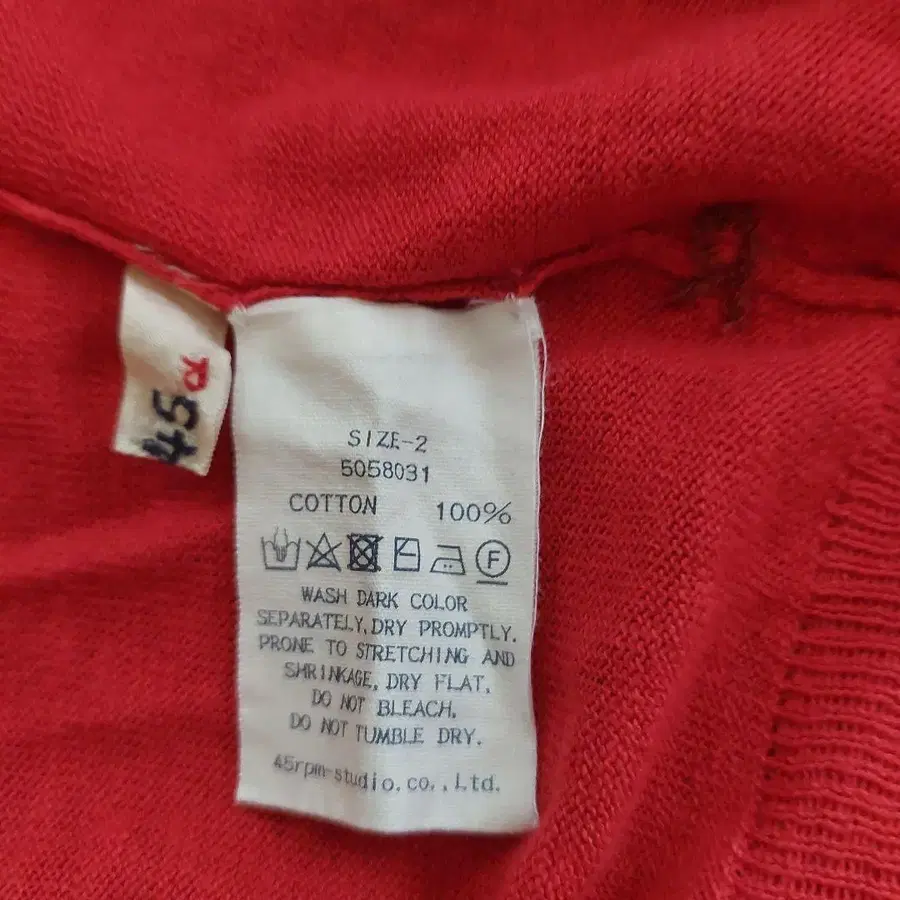 45R
R
SIZE-2
5058031
COTTON 100%
F
WASH DARK COLOR
SEPARATELY,DRY PROMPTLY.
PRONE TO STRETCHING AND
SHRINKAGE, DRY FLAT.
DO NOT BLEACH,
DO NOT TUMBLE DRY.
45rpm-studio.co.,Ltd.